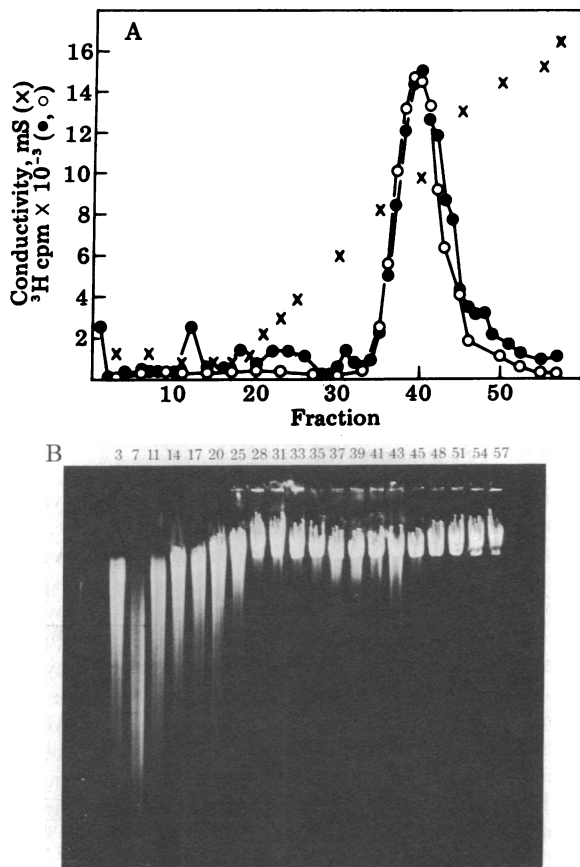 A
Conductivity, mS (x)
³H cpm × 10⁻³ (●, ○)
16
14
12
10
8
6
4
2
10 20 30 40 50 60
Fraction
B
3 7 11 14 17 20 25 28 31 33 35 37 39 41 43 45 48 51 54 57